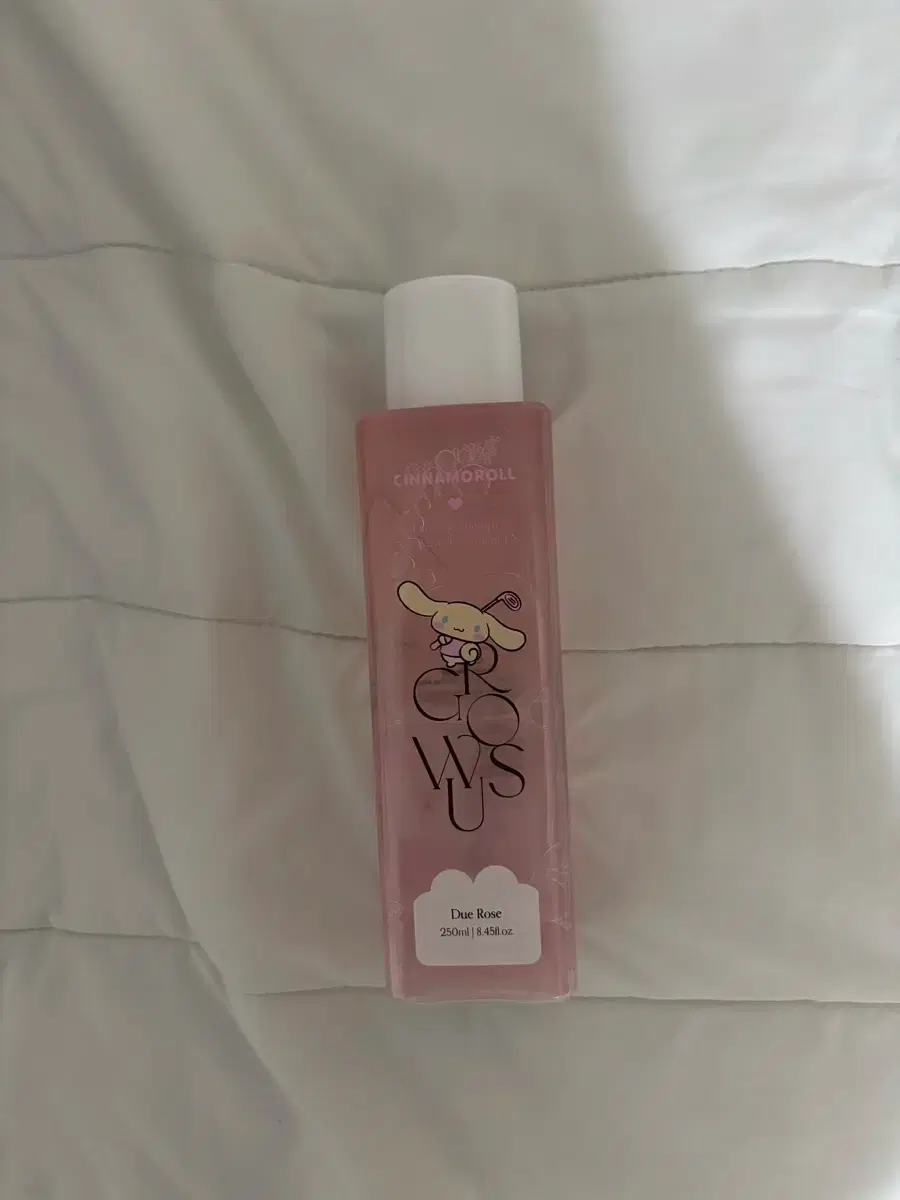 CINNAMOROLL
GROWUS
Due Rose
250ml | 8.45fl oz.